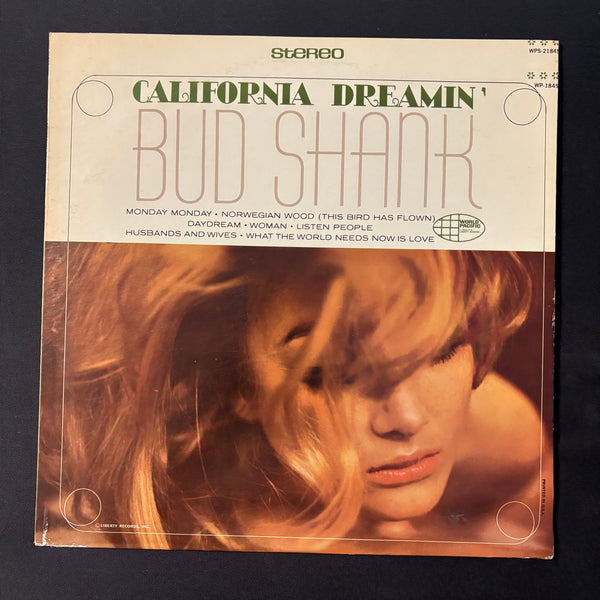 stereo
WPS-21845
WP-1845
CALIFORNIA DREAMIN'
BUD SHANK
MONDAY MONDAY • NORWEGIAN WOOD (THIS BIRD HAS FLOWN)
DAYDREAM • WOMAN • LISTEN PEOPLE
HUSBANDS AND WIVES • WHAT THE WORLD NEEDS NOW IS LOVE
WORLD
PACIFIC
© LIBERTY RECORDS, INC.
PRINTED IN U.S.A.